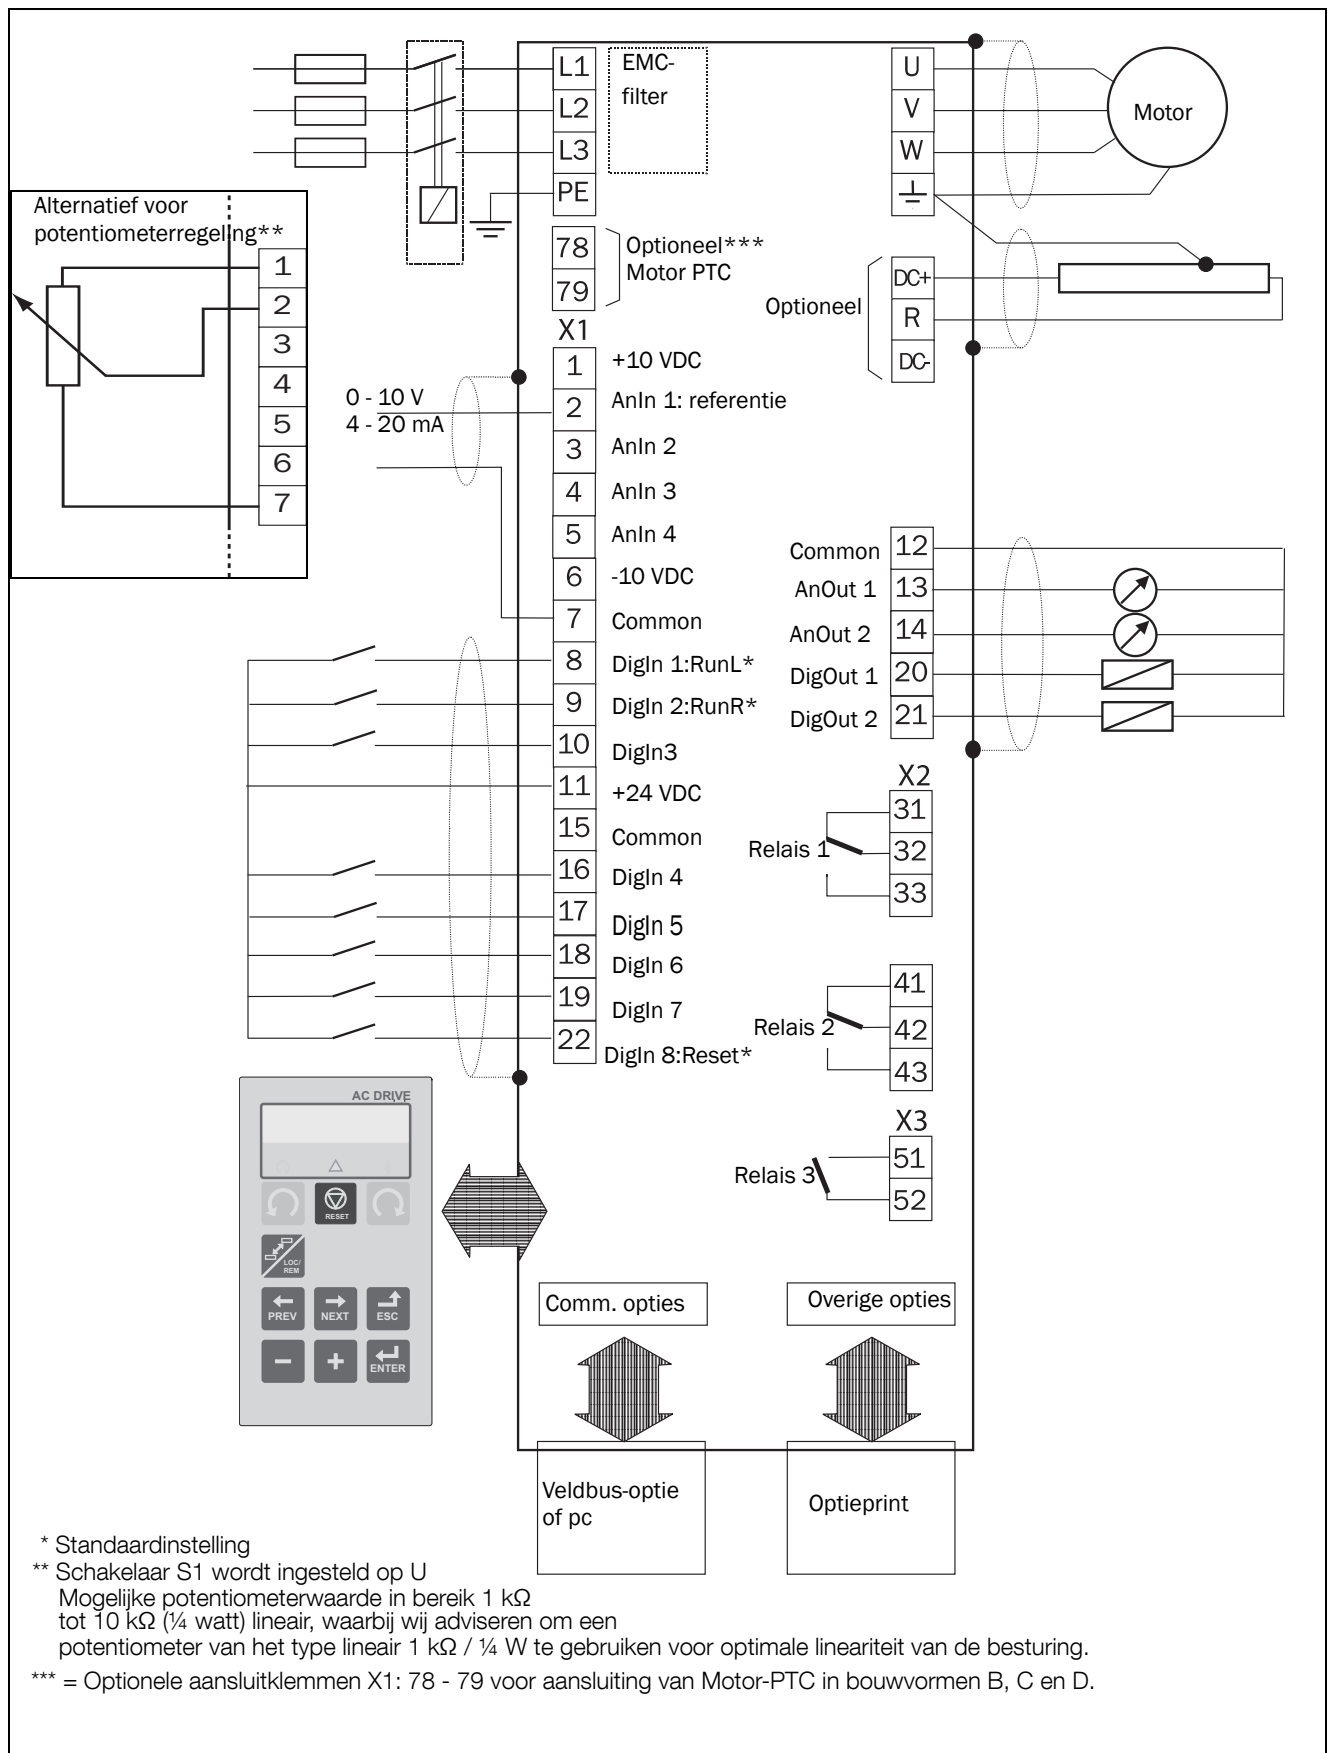 L1
L2
L3
PE
EMC-
filter
U
V
W
Motor
Alternatief voor
potentiometerregeling**
1
2
3
4
5
6
7
78
79
Optioneel***
Motor PTC
Optioneel
DC+
R
DC-
X1
0 - 10 V
4 - 20 mA
1 +10 VDC
2 AnIn 1: referentie
3 AnIn 2
4 AnIn 3
5 AnIn 4
6 -10 VDC
7 Common
8 DigIn 1:RunL*
9 DigIn 2:RunR*
10 DigIn3
11 +24 VDC
15 Common
16 DigIn 4
17 DigIn 5
18 DigIn 6
19 DigIn 7
22 DigIn 8:Reset*
Common 12
AnOut 1 13
AnOut 2 14
DigOut 1 20
DigOut 2 21
X2
31
Relais 1 32
33
41
Relais 2 42
43
X3
51
Relais 3
52
AC DRIVE
RESET
LOC/
REM
PREV
NEXT
ESC
-
+
ENTER
Comm. opties
Overige opties
Veldbus-optie
of pc
Optieprint
* Standaardinstelling
** Schakelaar S1 wordt ingesteld op U
Mogelijke potentiometerwaarde in bereik 1 kΩ
tot 10 kΩ (¼ watt) lineair, waarbij wij adviseren om een
potentiometer van het type lineair 1 kΩ / ¼ W te gebruiken voor optimale lineariteit van de besturing.
*** = Optionele aansluitklemmen X1: 78 - 79 voor aansluiting van Motor-PTC in bouwvormen B, C en D.